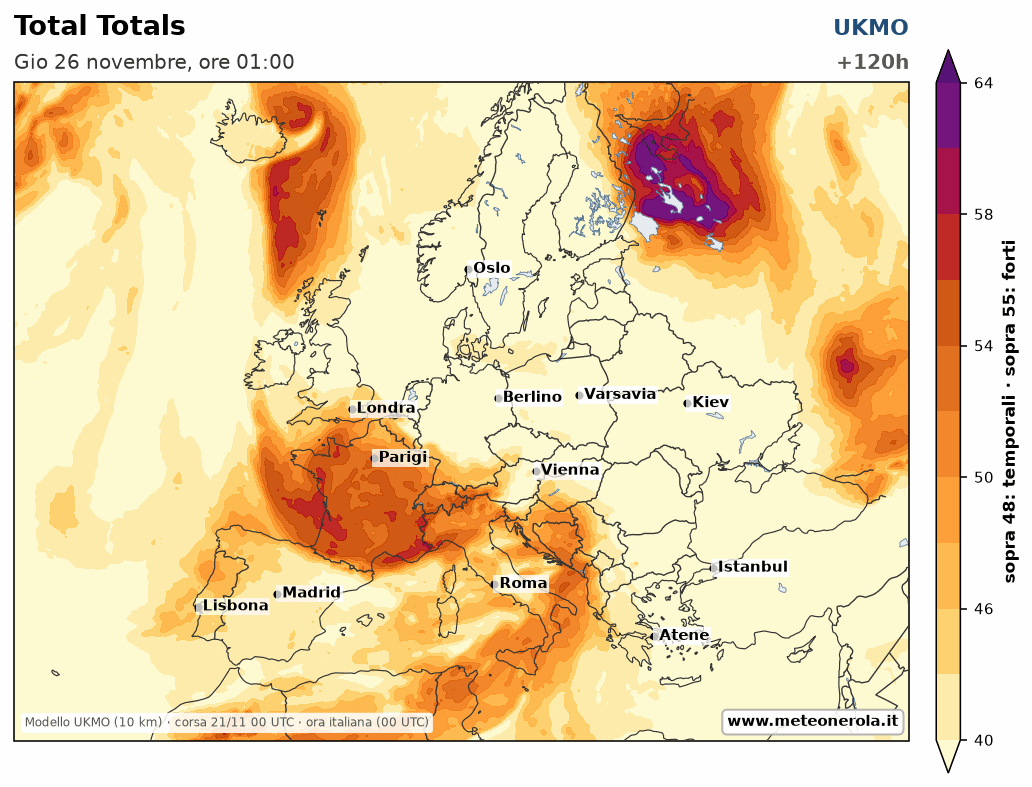 Total Totals
UKMO
Gio 26 novembre, ore 01:00
+120h
64
58
54
50
46
40
sopra 48: temporali · sopra 55: forti
Oslo
Londra
Berlino
Varsavia
Kiev
Parigi
Vienna
Istanbul
Roma
Madrid
Lisbona
Atene
Modello UKMO (10 km) · corsa 21/11 00 UTC · ora italiana (00 UTC)
www.meteonerola.it